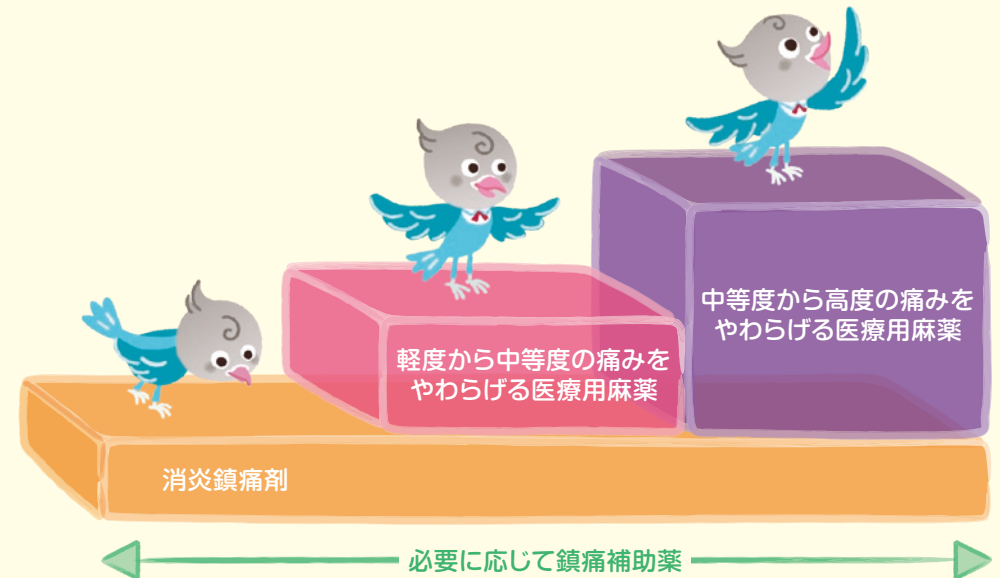 中等度から高度の痛みを
やわらげる医療用麻薬
軽度から中等度の痛みを
やわらげる医療用麻薬
消炎鎮痛剤
必要に応じて鎮痛補助薬